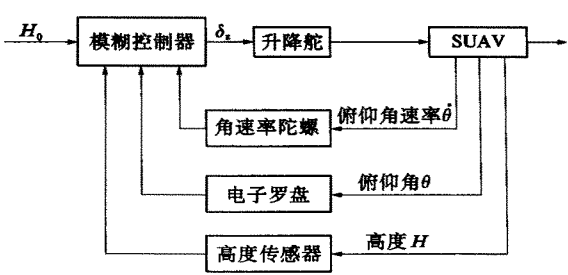 H₀
模糊控制器
δz
升降舵
SUAV
角速率陀螺
俯仰角速率θ̇
电子罗盘
俯仰角θ
高度传感器
高度 H